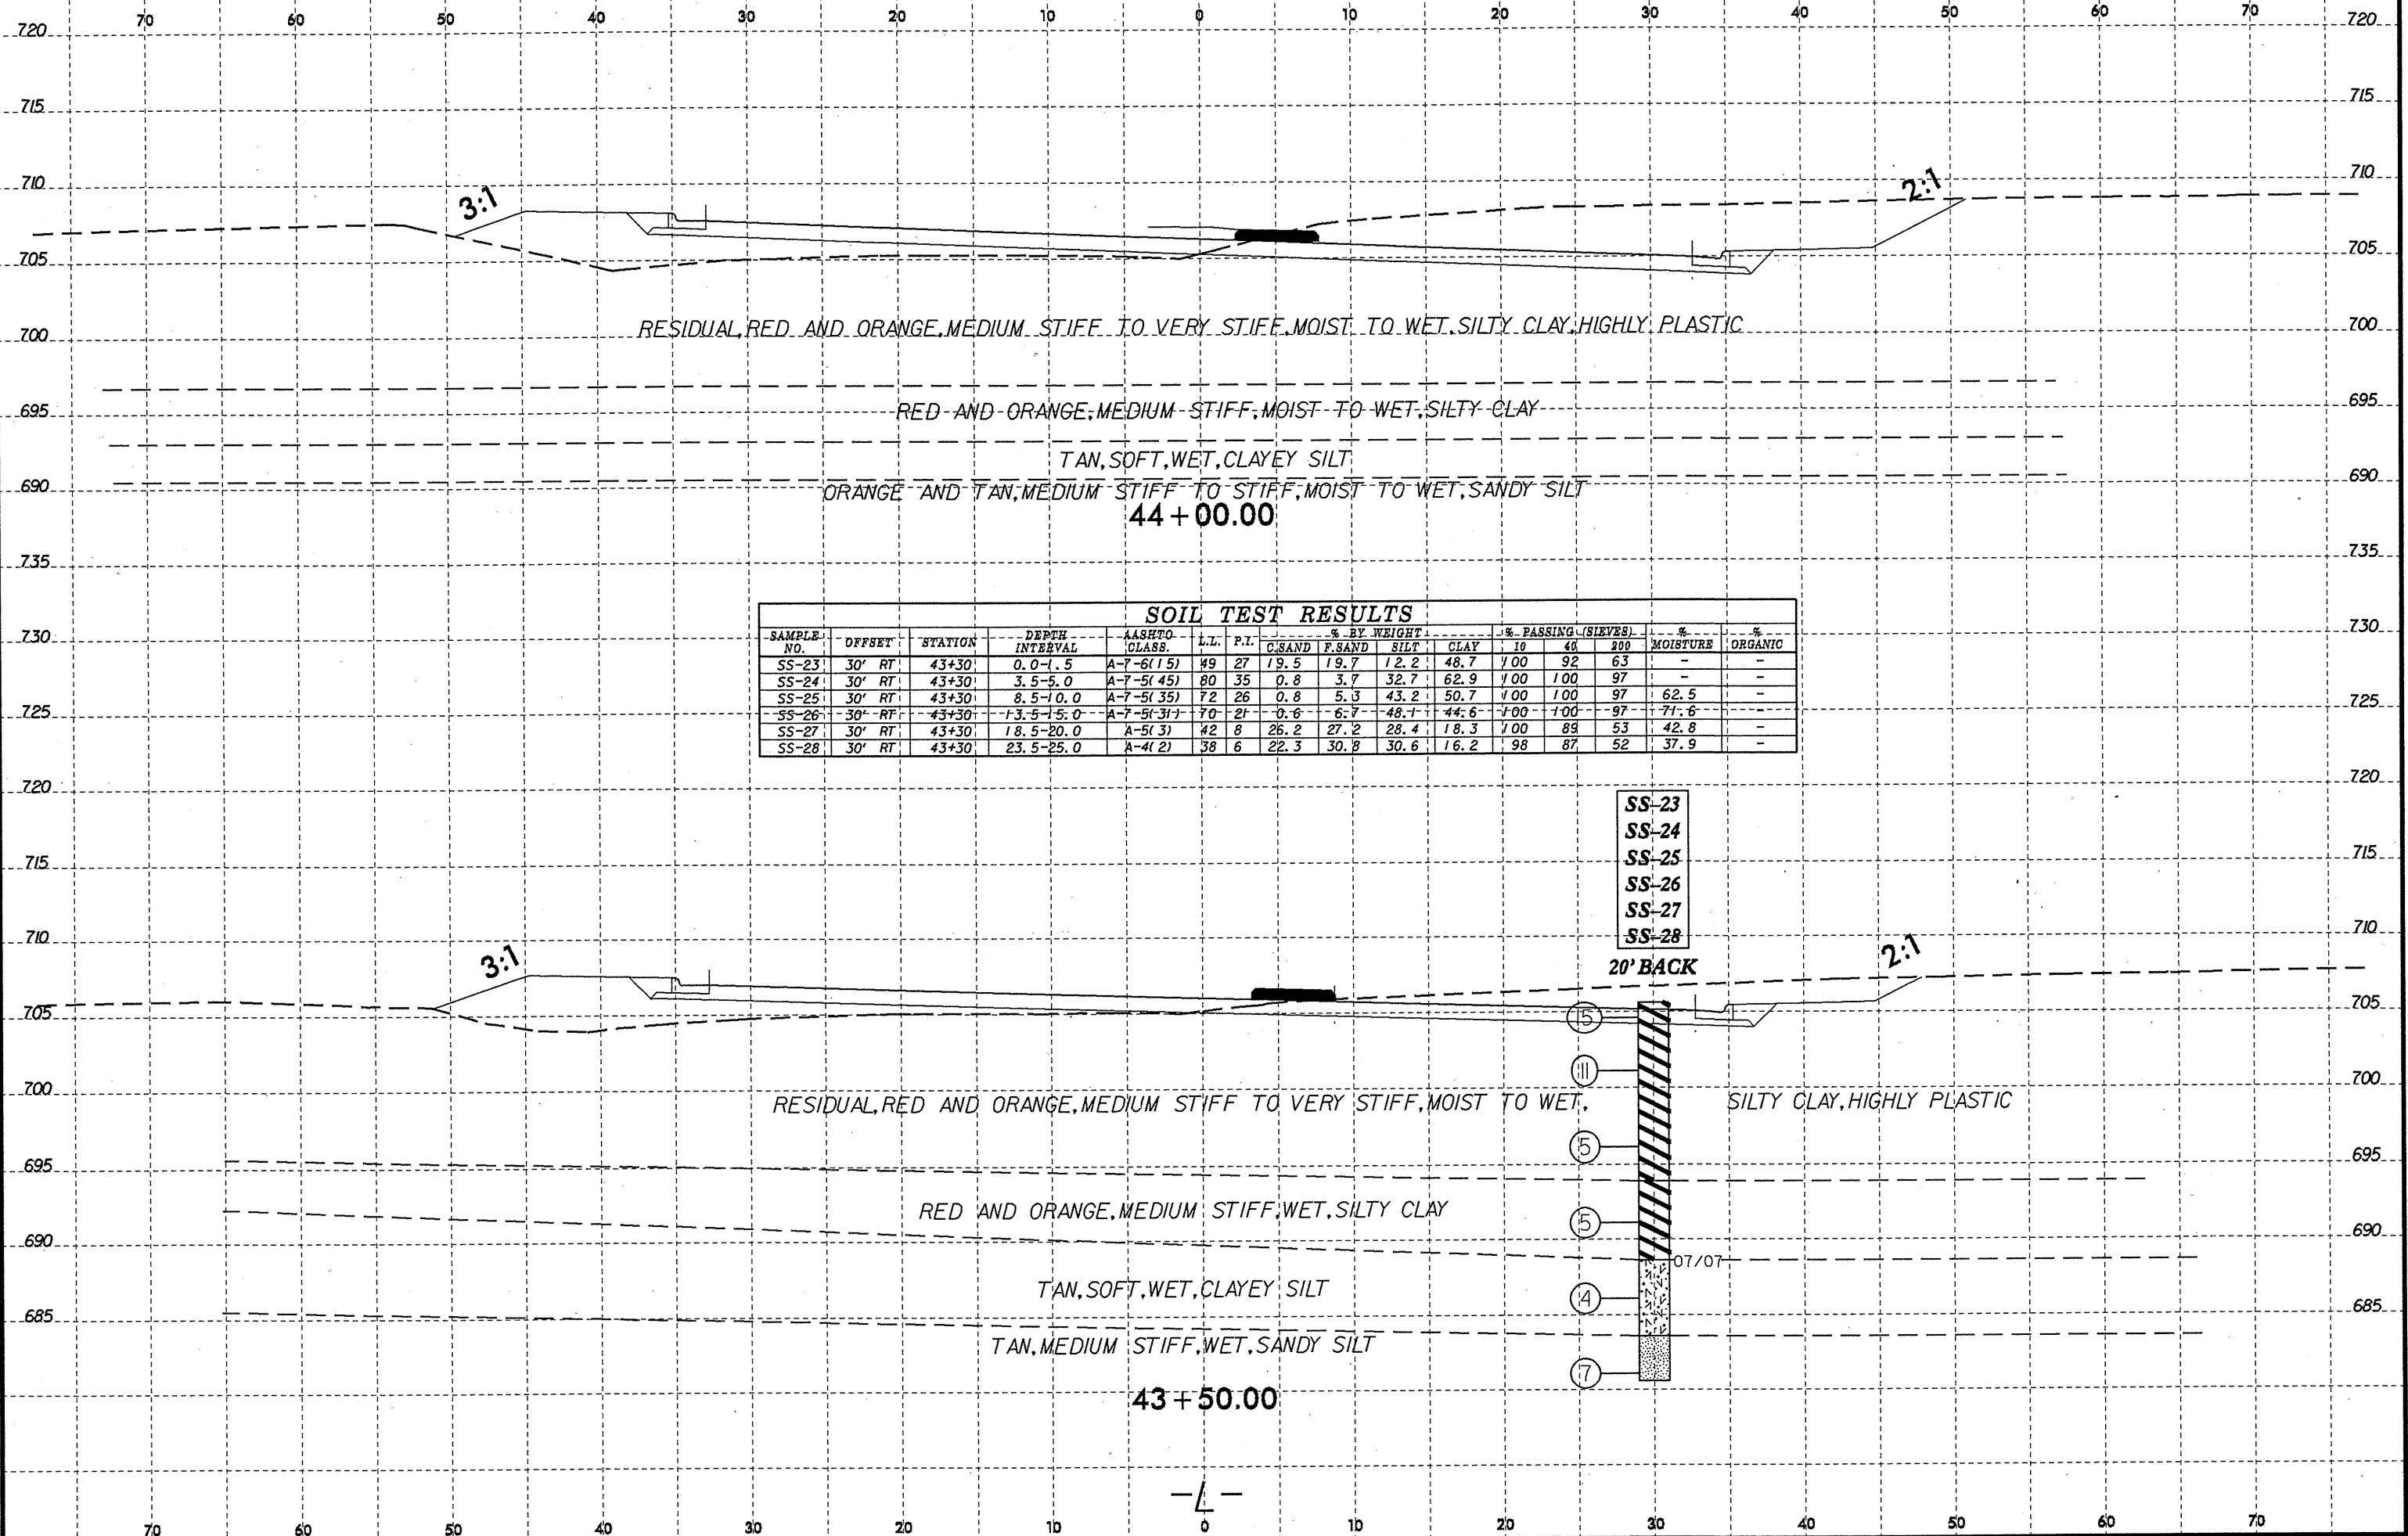 70 60 50 40 30 20 10 0 10 20 30 40 50 60 70
720 720
715 715
710 710
3:1 2:1
705 705
RESIDUAL,RED AND ORANGE,MEDIUM STIFF TO VERY STIFF,MOIST TO WET,SILTY CLAY,HIGHLY PLASTIC
700 700
RED AND ORANGE,MEDIUM STIFF,MOIST TO WET,SILTY CLAY
695 695
TAN,SOFT,WET,CLAYEY SILT
690 690
ORANGE AND TAN,MEDIUM STIFF TO STIFF,MOIST TO WET,SANDY SILT
44+00.00
735 735
SOIL TEST RESULTS
730 730
SAMPLE NO. OFFSET STATION DEPTH INTERVAL AASHTO CLASS. L.L. P.I. % BY WEIGHT C.SAND F.SAND SILT CLAY % PASSING (SIEVES) 10 40 200 % MOISTURE % ORGANIC
SS-23 30' RT 43+30 0.0-1.5 A-7-6(15) 49 27 19.5 19.7 12.2 48.7 100 92 63 - -
SS-24 30' RT 43+30 3.5-5.0 A-7-5(45) 80 35 0.8 3.7 32.7 62.9 100 100 97 - -
SS-25 30' RT 43+30 8.5-10.0 A-7-5(35) 72 26 0.8 5.3 43.2 50.7 100 100 97 62.5 -
725 725
SS-26 30' RT 43+30 13.5-15.0 A-7-5(31) 70 21 0.6 6.7 48.1 44.6 100 100 97 71.6 -
SS-27 30' RT 43+30 18.5-20.0 A-5(3) 42 8 26.2 27.2 28.4 18.3 100 89 53 42.8 -
SS-28 30' RT 43+30 23.5-25.0 A-4(2) 38 6 22.3 30.8 30.6 16.2 98 87 52 37.9 -
720 720
SS-23
SS-24
SS-25
715 715
SS-26
SS-27
SS-28
710 710
3:1 2:1
20' BACK
705 15 705
11
700 700
RESIDUAL,RED AND ORANGE,MEDIUM STIFF TO VERY STIFF,MOIST TO WET, SILTY CLAY,HIGHLY PLASTIC
5
695 695
RED AND ORANGE,MEDIUM STIFF,WET,SILTY CLAY
5
690 690
07/07
TAN,SOFT,WET,CLAYEY SILT
4
685 685
TAN,MEDIUM STIFF,WET,SANDY SILT
7
43+50.00
-L-
70 60 50 40 30 20 10 0 10 20 30 40 50 60 70